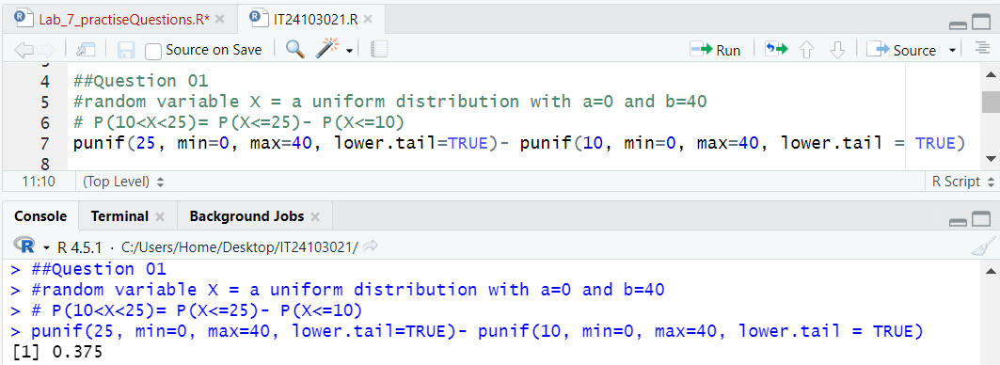 Lab_7_practiseQuestions.R* IT24103021.R
Source on Save Run Source
4 ##Question 01
5 #random variable X = a uniform distribution with a=0 and b=40
6 # P(10<X<25)= P(X<=25)- P(X<=10)
7 punif(25, min=0, max=40, lower.tail=TRUE)- punif(10, min=0, max=40, lower.tail = TRUE)
8
11:10 (Top Level) R Script
Console Terminal Background Jobs
R 4.5.1 · C:/Users/Home/Desktop/IT24103021/
> ##Question 01
> #random variable X = a uniform distribution with a=0 and b=40
> # P(10<X<25)= P(X<=25)- P(X<=10)
> punif(25, min=0, max=40, lower.tail=TRUE)- punif(10, min=0, max=40, lower.tail = TRUE)
[1] 0.375